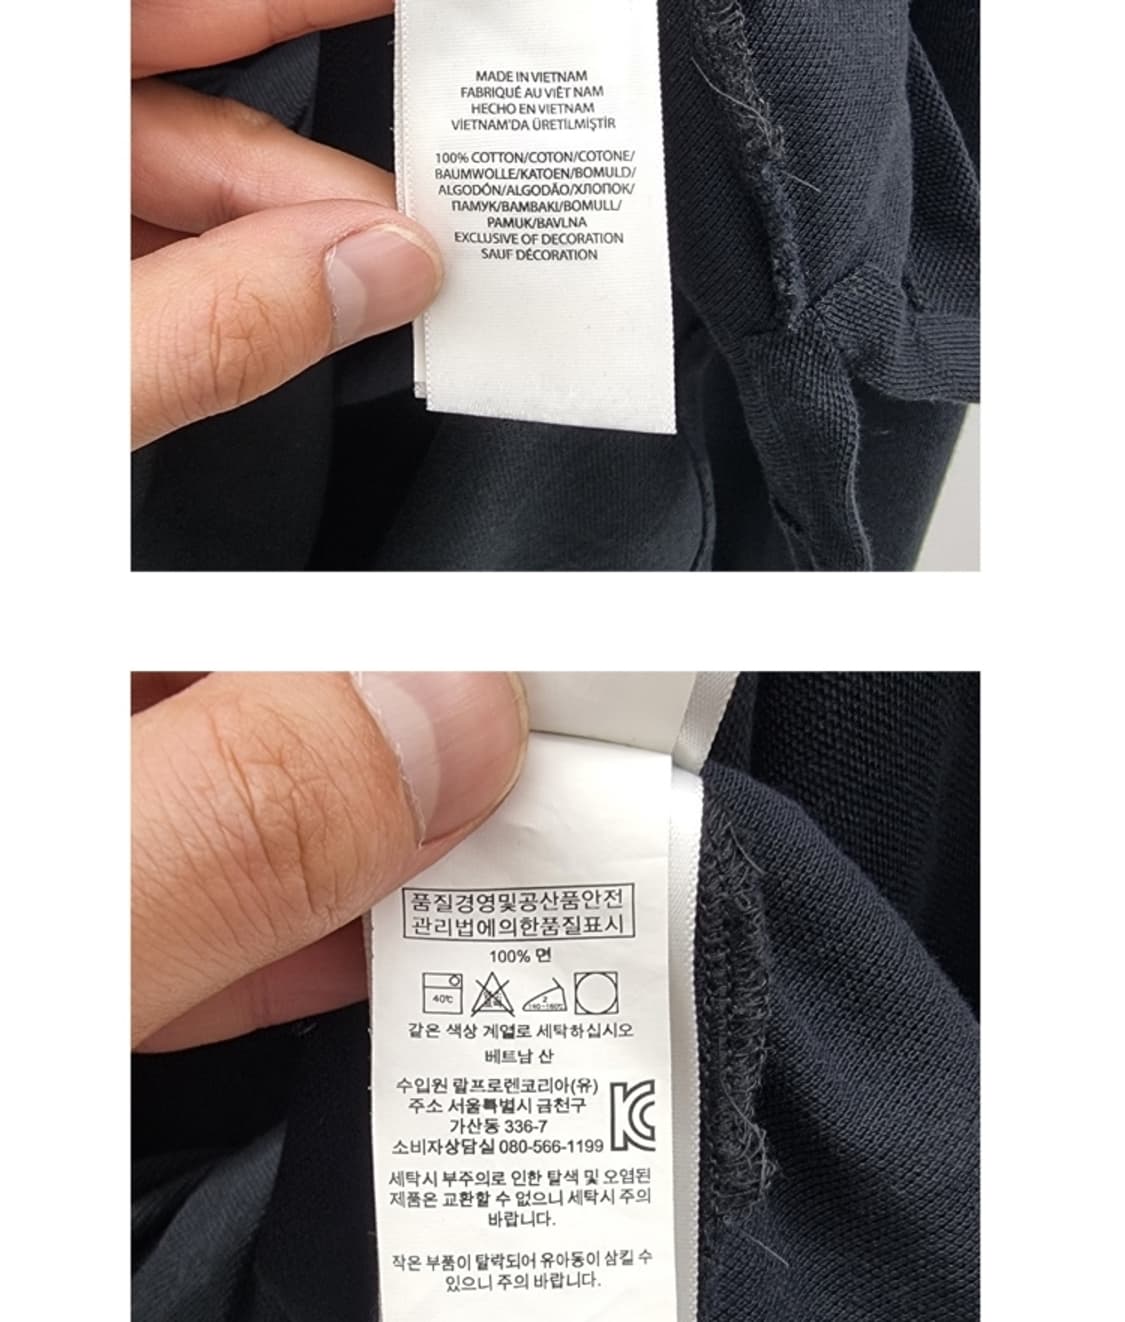 MADE IN VIETNAM
FABRIQUÉ AU VIÊT NAM
HECHO EN VIETNAM
VİETNAM'DA ÜRETİLMİŞTİR
100% COTTON/COTON/COTONE/
BAUMWOLLE/KATOEN/BOMULD/
ALGODÓN/ALGODÃO/ХЛОПОК/
ПАМУК/BAMBAKI/BOMULL/
PAMUK/BAVLNA
EXCLUSIVE OF DECORATION
SAUF DÉCORATION
품질경영및공산품안전
관리법에의한품질표시
100% 면
40℃
2
같은 색상 계열로 세탁하십시오
베트남 산
수입원 랄프로렌코리아(유)
주소 서울특별시 금천구
가산동 336-7
소비자상담실 080-566-1199
세탁시 부주의로 인한 탈색 및 오염된
제품은 교환할 수 없으니 세탁시 주의
바랍니다.
작은 부품이 탈락되어 유아동이 삼킬 수
있으니 주의 바랍니다.